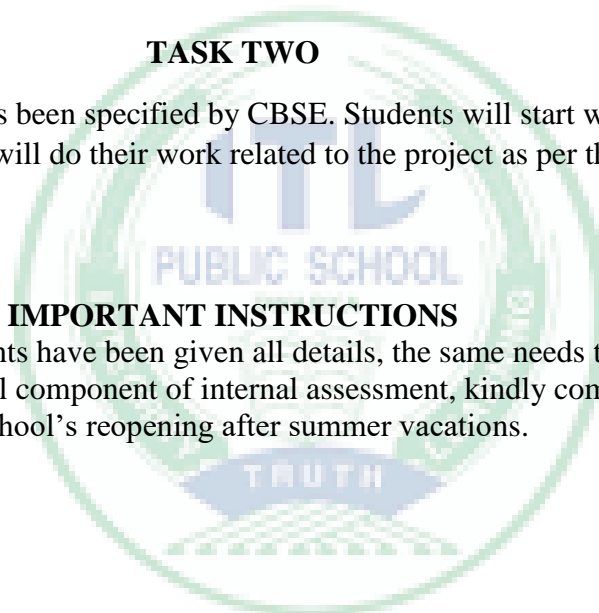 TASK TWO
s been specified by CBSE. Students will start w
will do their work related to the project as per th
ITL
PUBLIC SCHOOL
IMPORTANT INSTRUCTIONS
nts have been given all details, the same needs t
l component of internal assessment, kindly com
hool’s reopening after summer vacations.
TRUTH